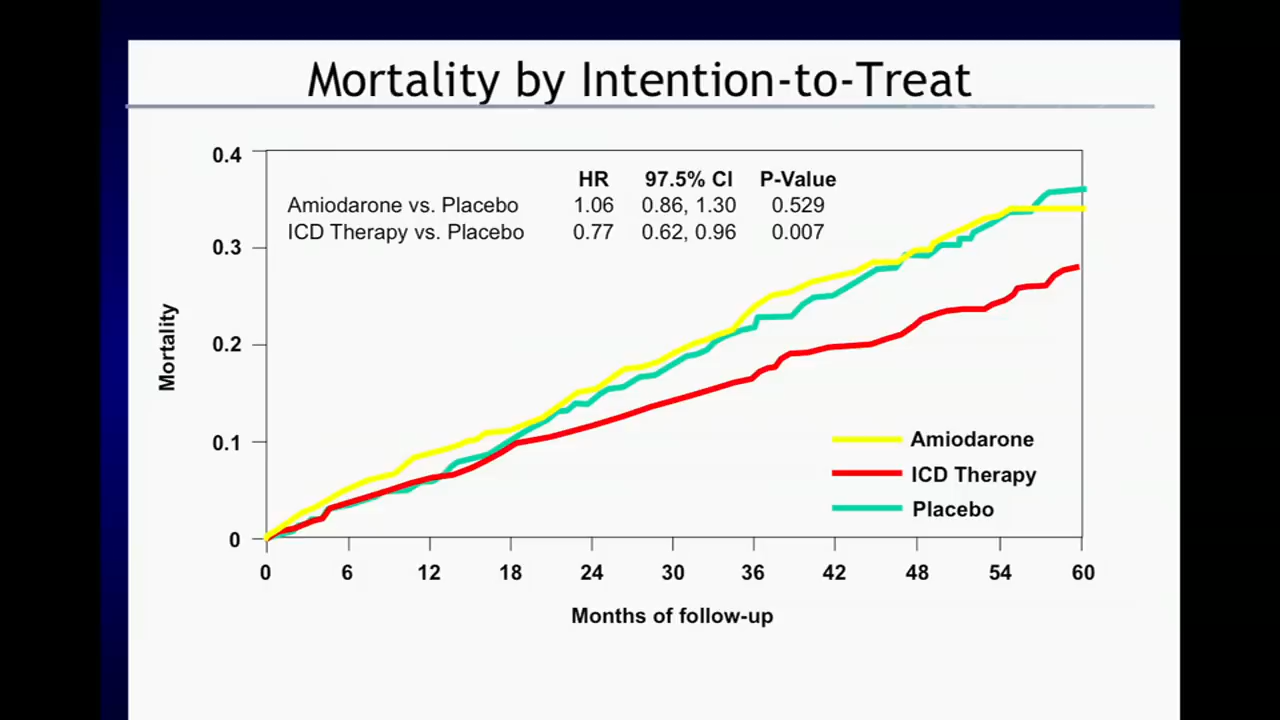 Mortality by Intention-to-Treat
HR 97.5% CI P-Value
Amiodarone vs. Placebo 1.06 0.86, 1.30 0.529
ICD Therapy vs. Placebo 0.77 0.62, 0.96 0.007
0.4
0.3
0.2
0.1
0
Mortality
Amiodarone
ICD Therapy
Placebo
0 6 12 18 24 30 36 42 48 54 60
Months of follow-up